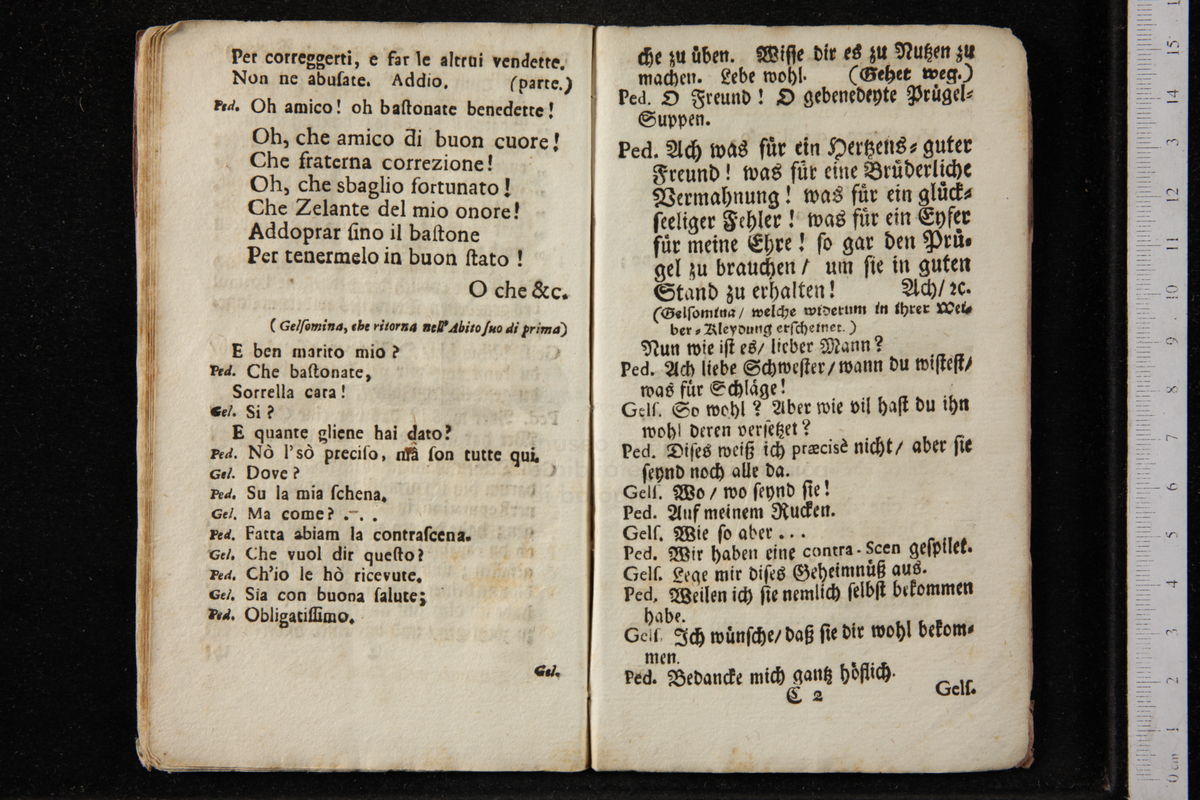 Per correggerti, e far le altrui vendette.
Non ne abuſate. Addio. (parte.)
Ped. Oh amico! oh baſtonate benedette!
Oh, che amico di buon cuore!
Che fraterna correzione!
Oh, che sbaglio fortunato!
Che Zelante del mio onore!
Addoprar ſino il baſtone
Per tenermelo in buon ſtato!
O che &c.
(Gelſomina, che ritorna nell'Abito ſuo di prima)
E ben marito mio?
Ped. Che baſtonate,
Sorrella cara!
Gel. Si?
E quante gliene hai dato?
Ped. Nò l'sò preciſo, mà ſon tutte qui.
Gel. Dove?
Ped. Su la mia ſchena.
Gel. Ma come? . . .
Ped. Fatta abiam la contraſcena.
Gel. Che vuol dir queſto?
Ped. Ch'io le hò ricevute.
Gel. Sia con buona ſalute;
Ped. Obligatiſſimo.
Gel.
che zu üben. Wiſſe dir es zu Nutzen zu
machen. Lebe wohl. (Gehet weg.)
Ped. O Freund! O gebenedeyte Prügel-
Suppen.
Ped. Ach was für ein Hertzens-guter
Freund! was für eine Brüderliche
Vermahnung! was für ein glück-
ſeeliger Fehler! was für ein Eyfer
für meine Ehre! ſo gar den Prü-
gel zu brauchen/ um ſie in guten
Stand zu erhalten! Ach/ ꝛc.
(Gelſomina/ welche widerum in ihrer Wei-
ber-Kleydung erſcheinet.)
Nun wie iſt es/ lieber Mann?
Ped. Ach liebe Schweſter/ wann du wiſteſt/
was für Schläge!
Gelſ. So wohl? Aber wie vil haſt du ihn
wohl deren verſetzet?
Ped. Diſes weiß ich præcisè nicht/ aber ſie
ſeynd noch alle da.
Gelſ. Wo/ wo ſeynd ſie!
Ped. Auf meinem Rucken.
Gelſ. Wie ſo aber . . .
Ped. Wir haben eine contra-Scen geſpilet.
Gelſ. Lege mir diſes Geheimnüß aus.
Ped. Weilen ich ſie nemlich ſelbſt bekommen
habe.
Gelſ. Ich wünſche/ daß ſie dir wohl bekom-
men.
Ped. Bedancke mich gantz höflich.
C 2
Gelſ.